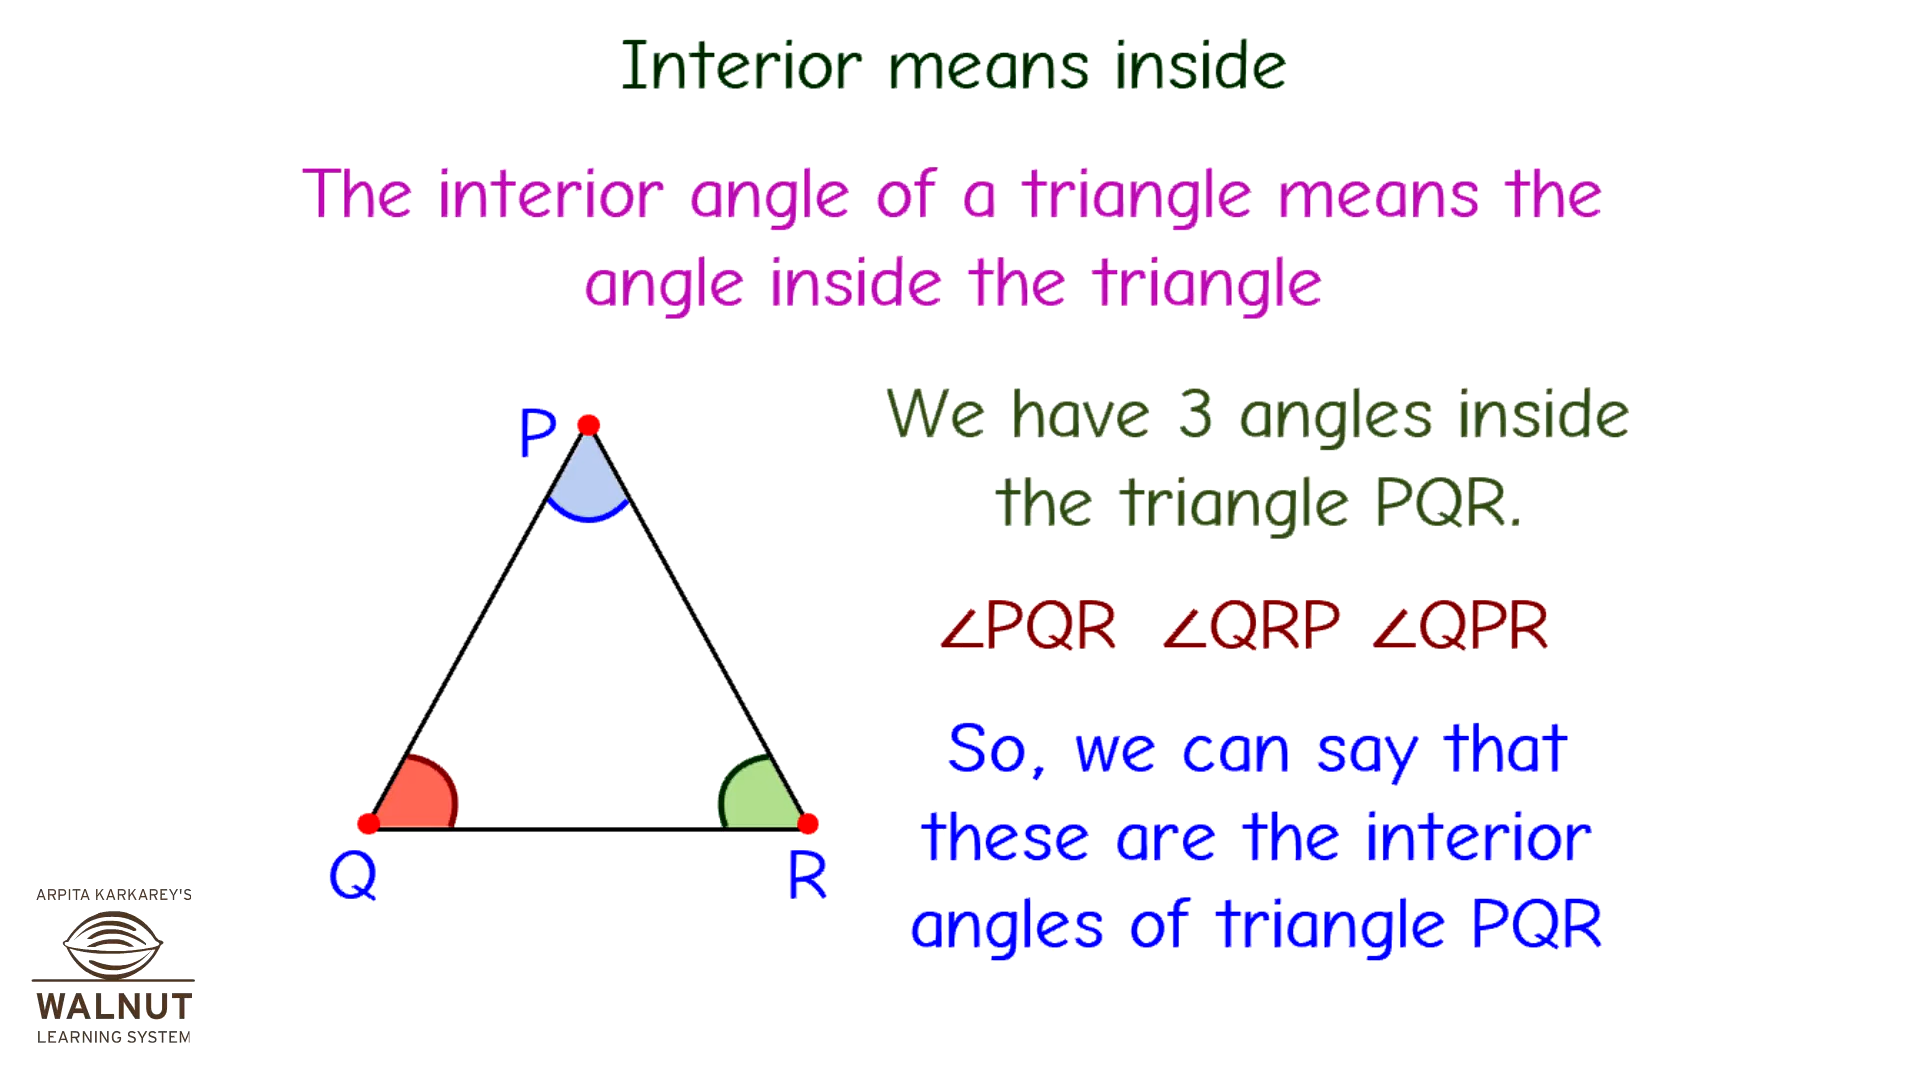 Interior means inside
The interior angle of a triangle means the
angle inside the triangle
We have 3 angles inside
the triangle PQR.
∠PQR ∠QRP ∠QPR
So, we can say that
these are the interior
angles of triangle PQR
P
Q
R
ARPITA KARKAREY'S
WALNUT
LEARNING SYSTEM